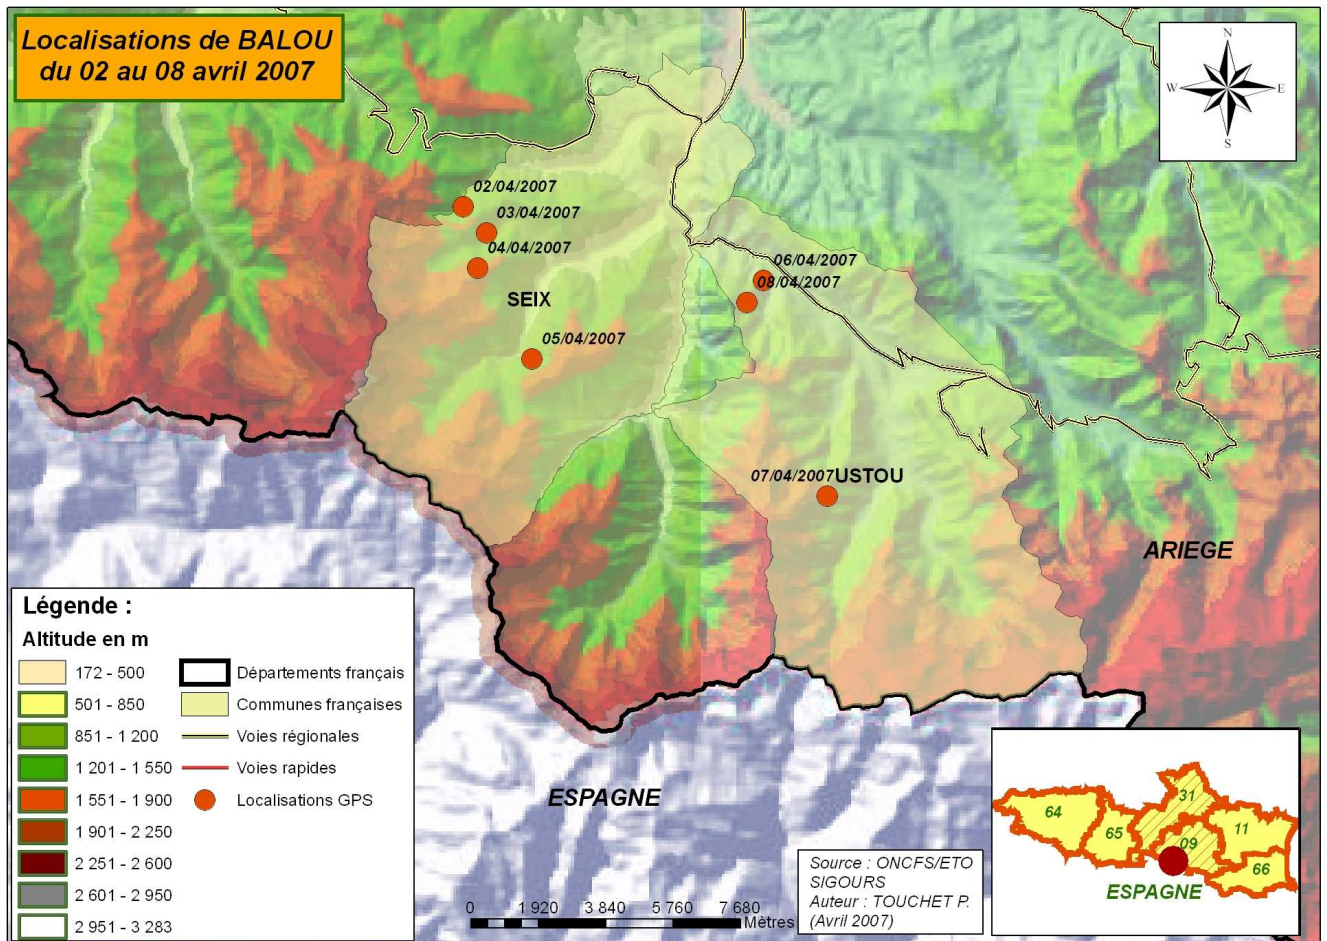 Localisations de BALOU
du 02 au 08 avril 2007
N
W
E
S
02/04/2007
03/04/2007
04/04/2007
SEIX
05/04/2007
06/04/2007
08/04/2007
07/04/2007
USTOU
ARIEGE
ESPAGNE
Légende :
Altitude en m
172 - 500
501 - 850
851 - 1 200
1 201 - 1 550
1 551 - 1 900
1 901 - 2 250
2 251 - 2 600
2 601 - 2 950
2 951 - 3 283
Départements français
Communes françaises
Voies régionales
Voies rapides
Localisations GPS
0 1 920 3 840 5 760 7 680
Mètres
Source : ONCFS/ETO
SIGOURS
Auteur : TOUCHET P.
(Avril 2007)
64
65
31
09
11
66
ESPAGNE